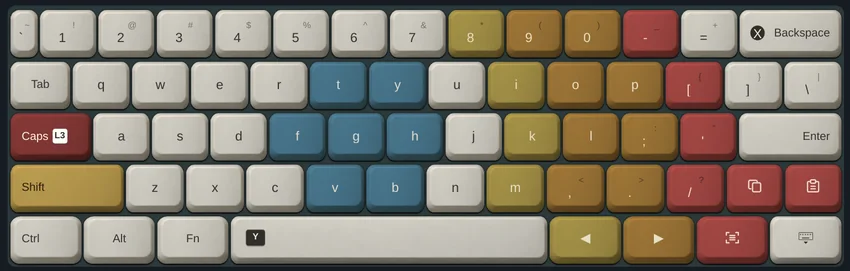 ` ~ 1 ! 2 @ 3 # 4 $ 5 % 6 ^ 7 & 8 * 9 ( 0 ) - _ = + X Backspace
Tab q w e r t y u i o p [ { ] } \ |
Caps L3 a s d f g h j k l ; : ' " Enter
Shift z x c v b n m , < . > / ?
Ctrl Alt Fn Y